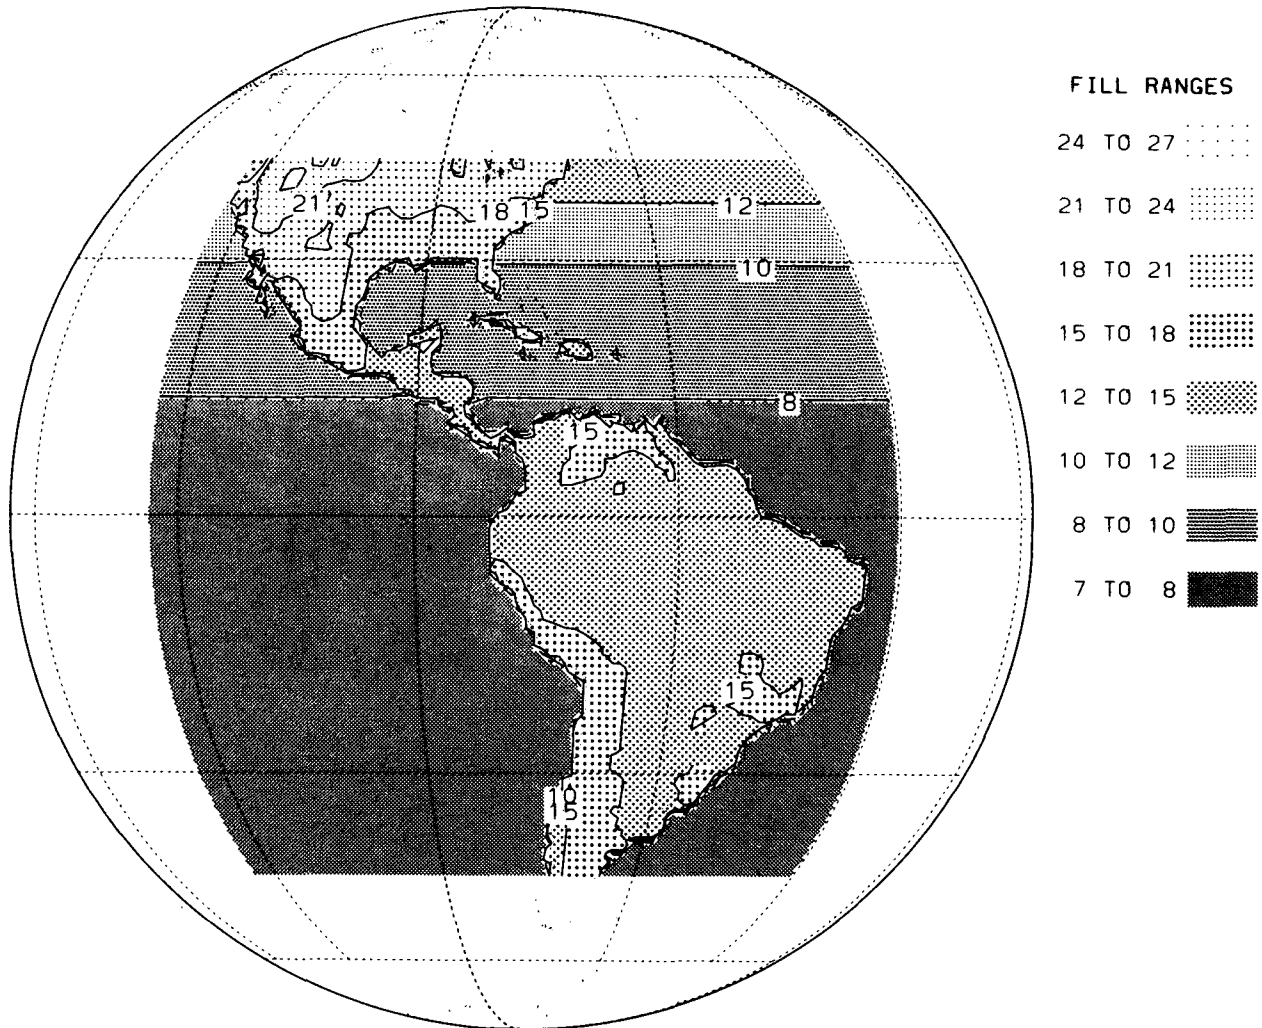 FILL RANGES
24 TO 27
21 TO 24
18 TO 21
15 TO 18
12 TO 15
10 TO 12
8 TO 10
7 TO 8
21
18
15
12
10
8
15
15
10
15